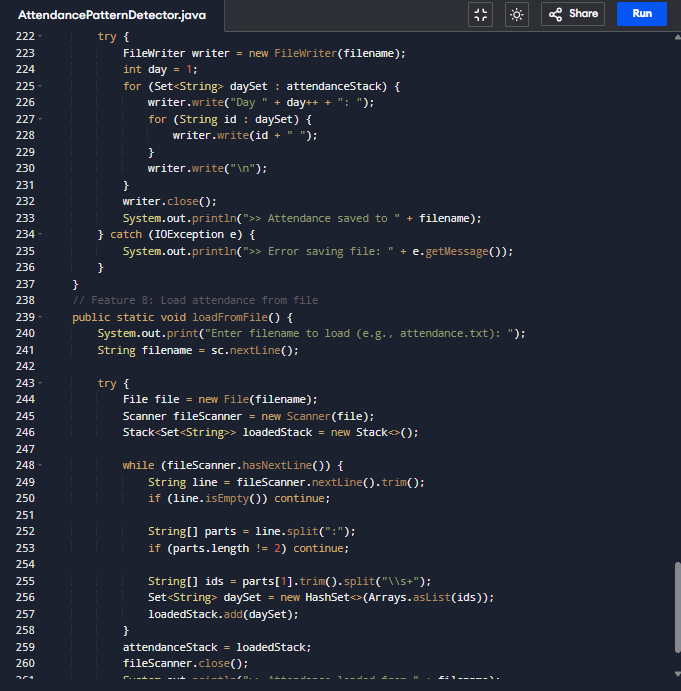 AttendancePatternDetector.java
Share
Run
222 try {
223 FileWriter writer = new FileWriter(filename);
224 int day = 1;
225 for (Set<String> daySet : attendanceStack) {
226 writer.write("Day " + day++ + ": ");
227 for (String id : daySet) {
228 writer.write(id + " ");
229 }
230 writer.write("\n");
231 }
232 writer.close();
233 System.out.println(">> Attendance saved to " + filename);
234 } catch (IOException e) {
235 System.out.println(">> Error saving file: " + e.getMessage());
236 }
237 }
238 // Feature 8: Load attendance from file
239 public static void loadFromFile() {
240 System.out.print("Enter filename to load (e.g., attendance.txt): ");
241 String filename = sc.nextLine();
242
243 try {
244 File file = new File(filename);
245 Scanner fileScanner = new Scanner(file);
246 Stack<Set<String>> loadedStack = new Stack<>();
247
248 while (fileScanner.hasNextLine()) {
249 String line = fileScanner.nextLine().trim();
250 if (line.isEmpty()) continue;
251
252 String[] parts = line.split(":");
253 if (parts.length != 2) continue;
254
255 String[] ids = parts[1].trim().split("\\s+");
256 Set<String> daySet = new HashSet<>(Arrays.asList(ids));
257 loadedStack.add(daySet);
258 }
259 attendanceStack = loadedStack;
260 fileScanner.close();
261 System.out.println(">> Attendance loaded from " + filename);